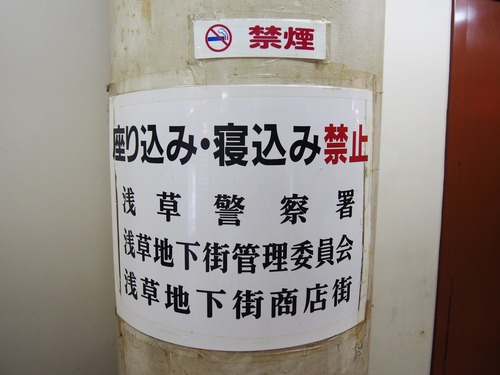 禁煙
座り込み・寝込み禁止
浅草警察署
浅草地下街管理委員会
浅草地下街商店街